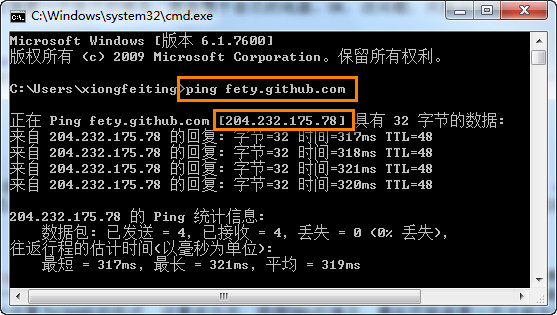 C:\Windows\system32\cmd.exe
Microsoft Windows [版本 6.1.7600]
版权所有 (c) 2009 Microsoft Corporation。保留所有权利。
C:\Users\xiongfeiting>ping fety.github.com
正在 Ping fety.github.com [204.232.175.78] 具有 32 字节的数据:
来自 204.232.175.78 的回复: 字节=32 时间=317ms TTL=48
来自 204.232.175.78 的回复: 字节=32 时间=318ms TTL=48
来自 204.232.175.78 的回复: 字节=32 时间=321ms TTL=48
来自 204.232.175.78 的回复: 字节=32 时间=320ms TTL=48
204.232.175.78 的 Ping 统计信息:
数据包: 已发送 = 4，已接收 = 4，丢失 = 0 (0% 丢失)，
往返行程的估计时间(以毫秒为单位):
最短 = 317ms，最长 = 321ms，平均 = 319ms